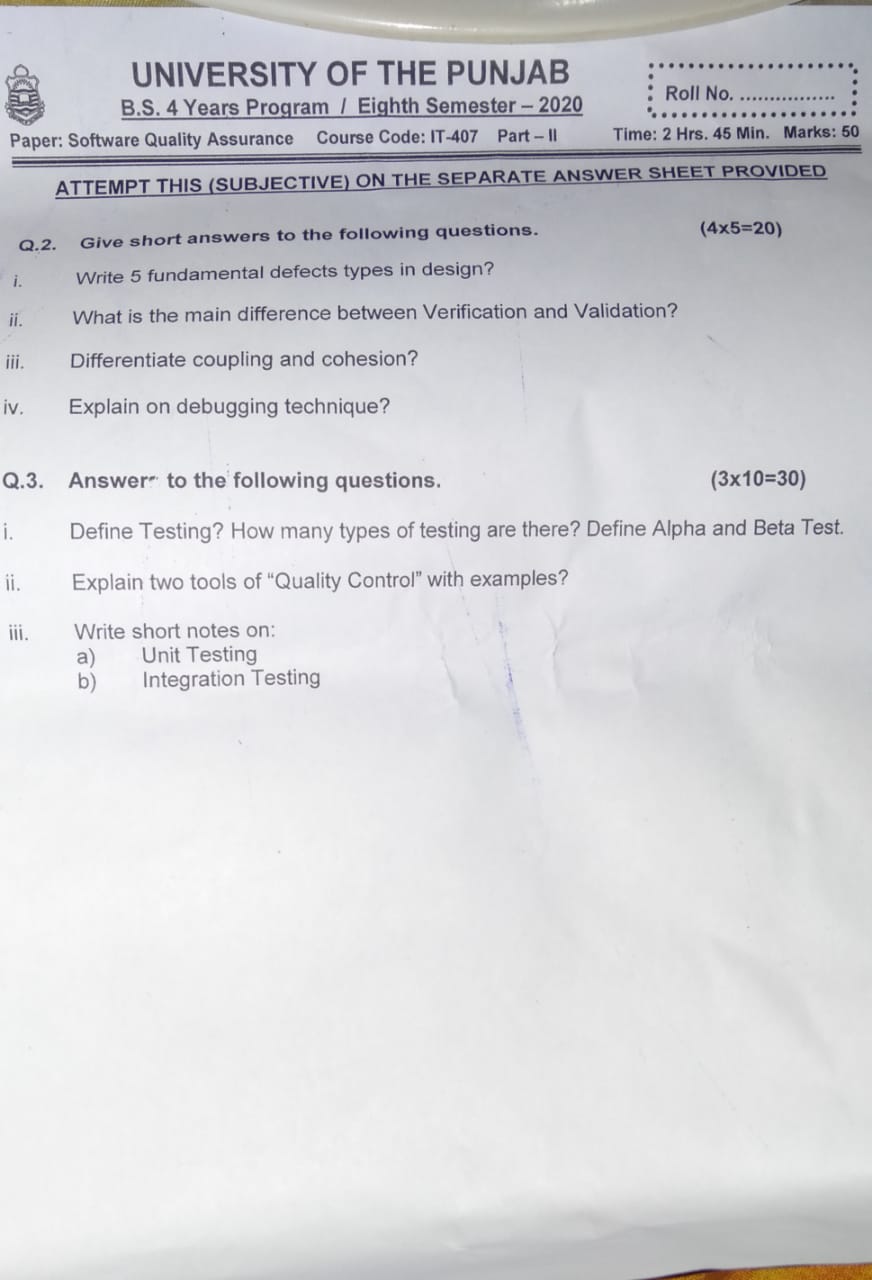 UNIVERSITY OF THE PUNJAB
B.S. 4 Years Program / Eighth Semester – 2020
Roll No. ................
Paper: Software Quality Assurance Course Code: IT-407 Part – II Time: 2 Hrs. 45 Min. Marks: 50
ATTEMPT THIS (SUBJECTIVE) ON THE SEPARATE ANSWER SHEET PROVIDED
Q.2. Give short answers to the following questions. (4x5=20)
i. Write 5 fundamental defects types in design?
ii. What is the main difference between Verification and Validation?
iii. Differentiate coupling and cohesion?
iv. Explain on debugging technique?
Q.3. Answer to the following questions. (3x10=30)
i. Define Testing? How many types of testing are there? Define Alpha and Beta Test.
ii. Explain two tools of “Quality Control” with examples?
iii. Write short notes on:
a) Unit Testing
b) Integration Testing